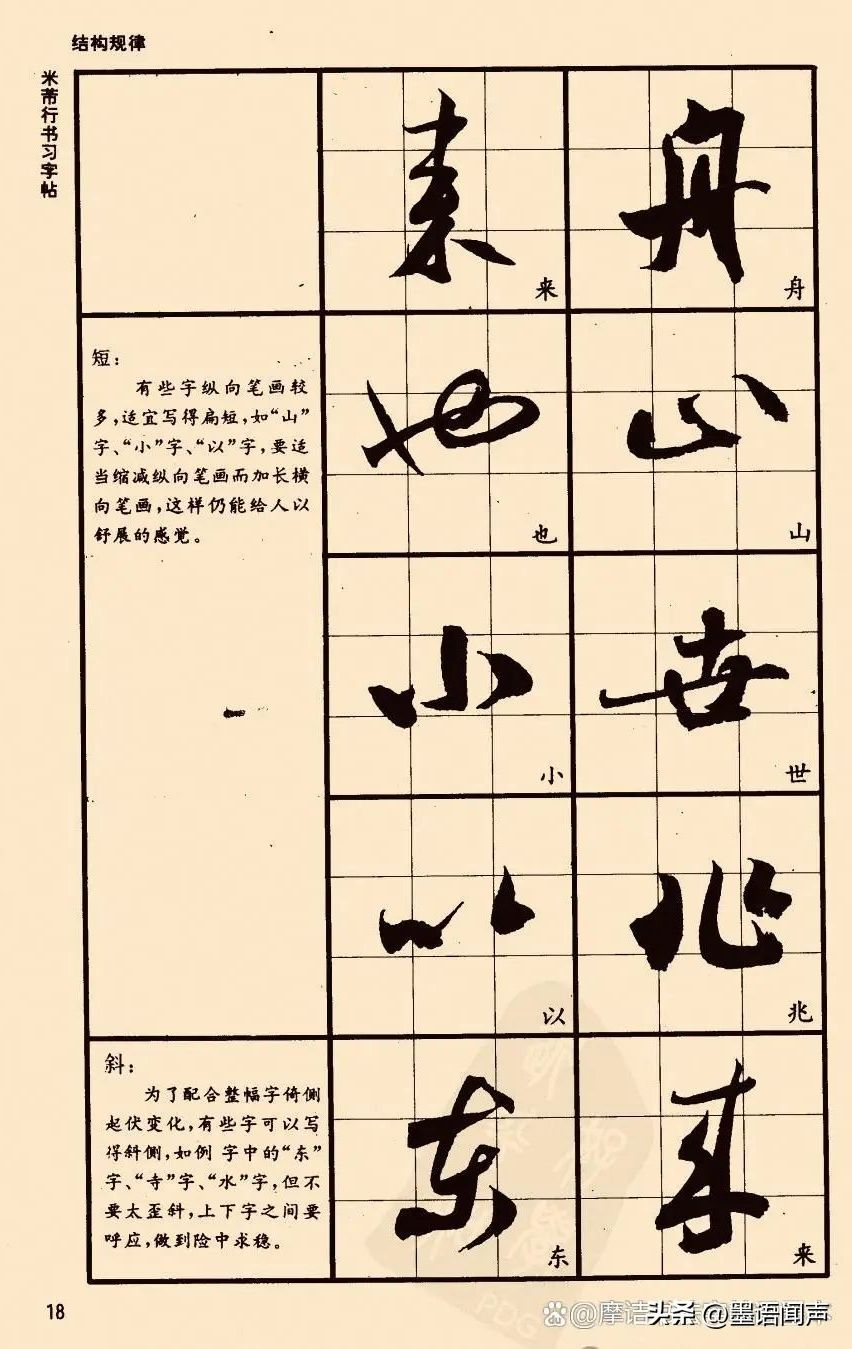 结构规律
米芾行书习字帖
来
舟
短：
有些字纵向笔画较
多，适宜写得扁短，如“山”
字、“小”字、“以”字，要适
当缩减纵向笔画而加长横
向笔画，这样仍能给人以
舒展的感觉。
也
山
小
世
以
兆
斜：
为了配合整幅字倚侧
起伏变化，有些字可以写
得斜侧，如例 字中的“东”
字、“寺”字、“水”字，但不
要太歪斜，上下字之间要
呼应，做到险中求稳。
东
来
18
PDG
头条 @墨语闻声